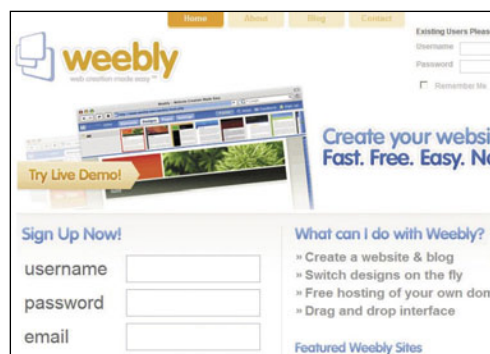 Home About Blog Contact
Existing Users Pleas
weebly
Username
web creation made easy ™
Password
Remember Me
Create your websi
Fast. Free. Easy. N
Try Live Demo!
Sign Up Now!
What can I do with Weebly?
username
» Create a website & blog
» Switch designs on the fly
password
» Free hosting of your own dom
» Drag and drop interface
email
Featured Weebly Sites